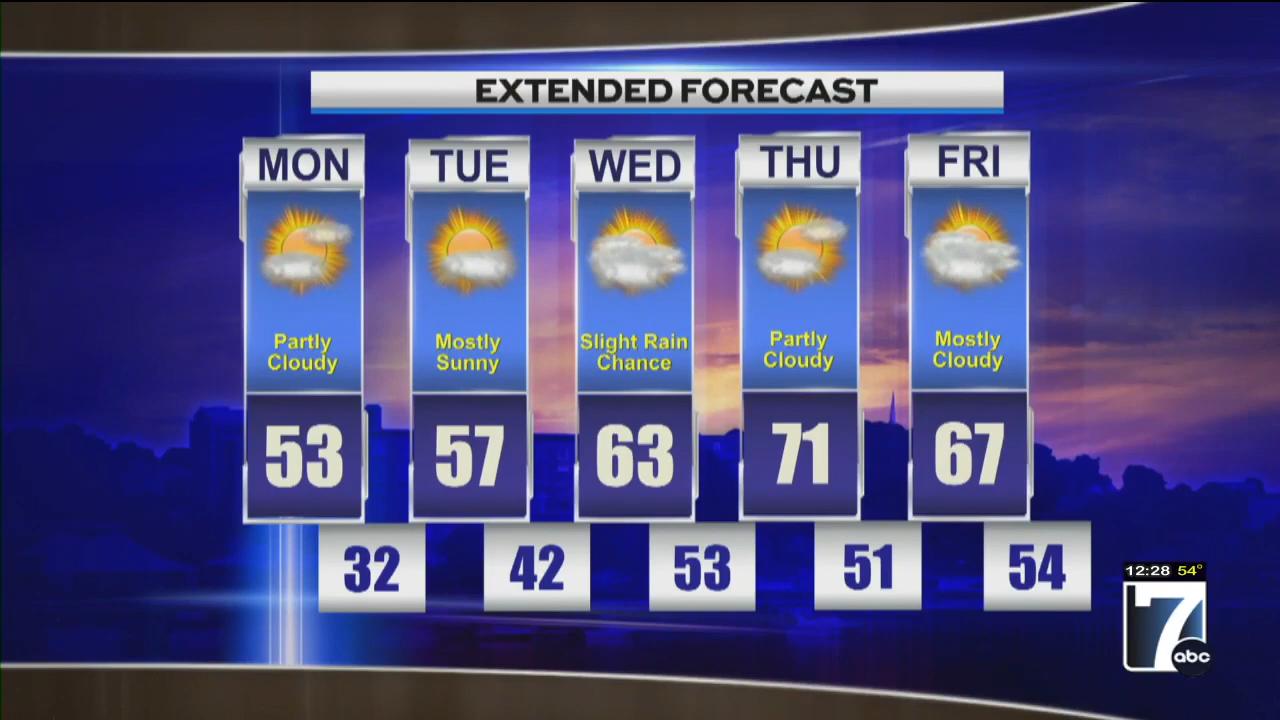 EXTENDED FORECAST
MON TUE WED THU FRI
Partly Mostly Slight Rain Partly Mostly
Cloudy Sunny Chance Cloudy Cloudy
53 57 63 71 67
32 42 53 51 54
12:28 54°
7
abc